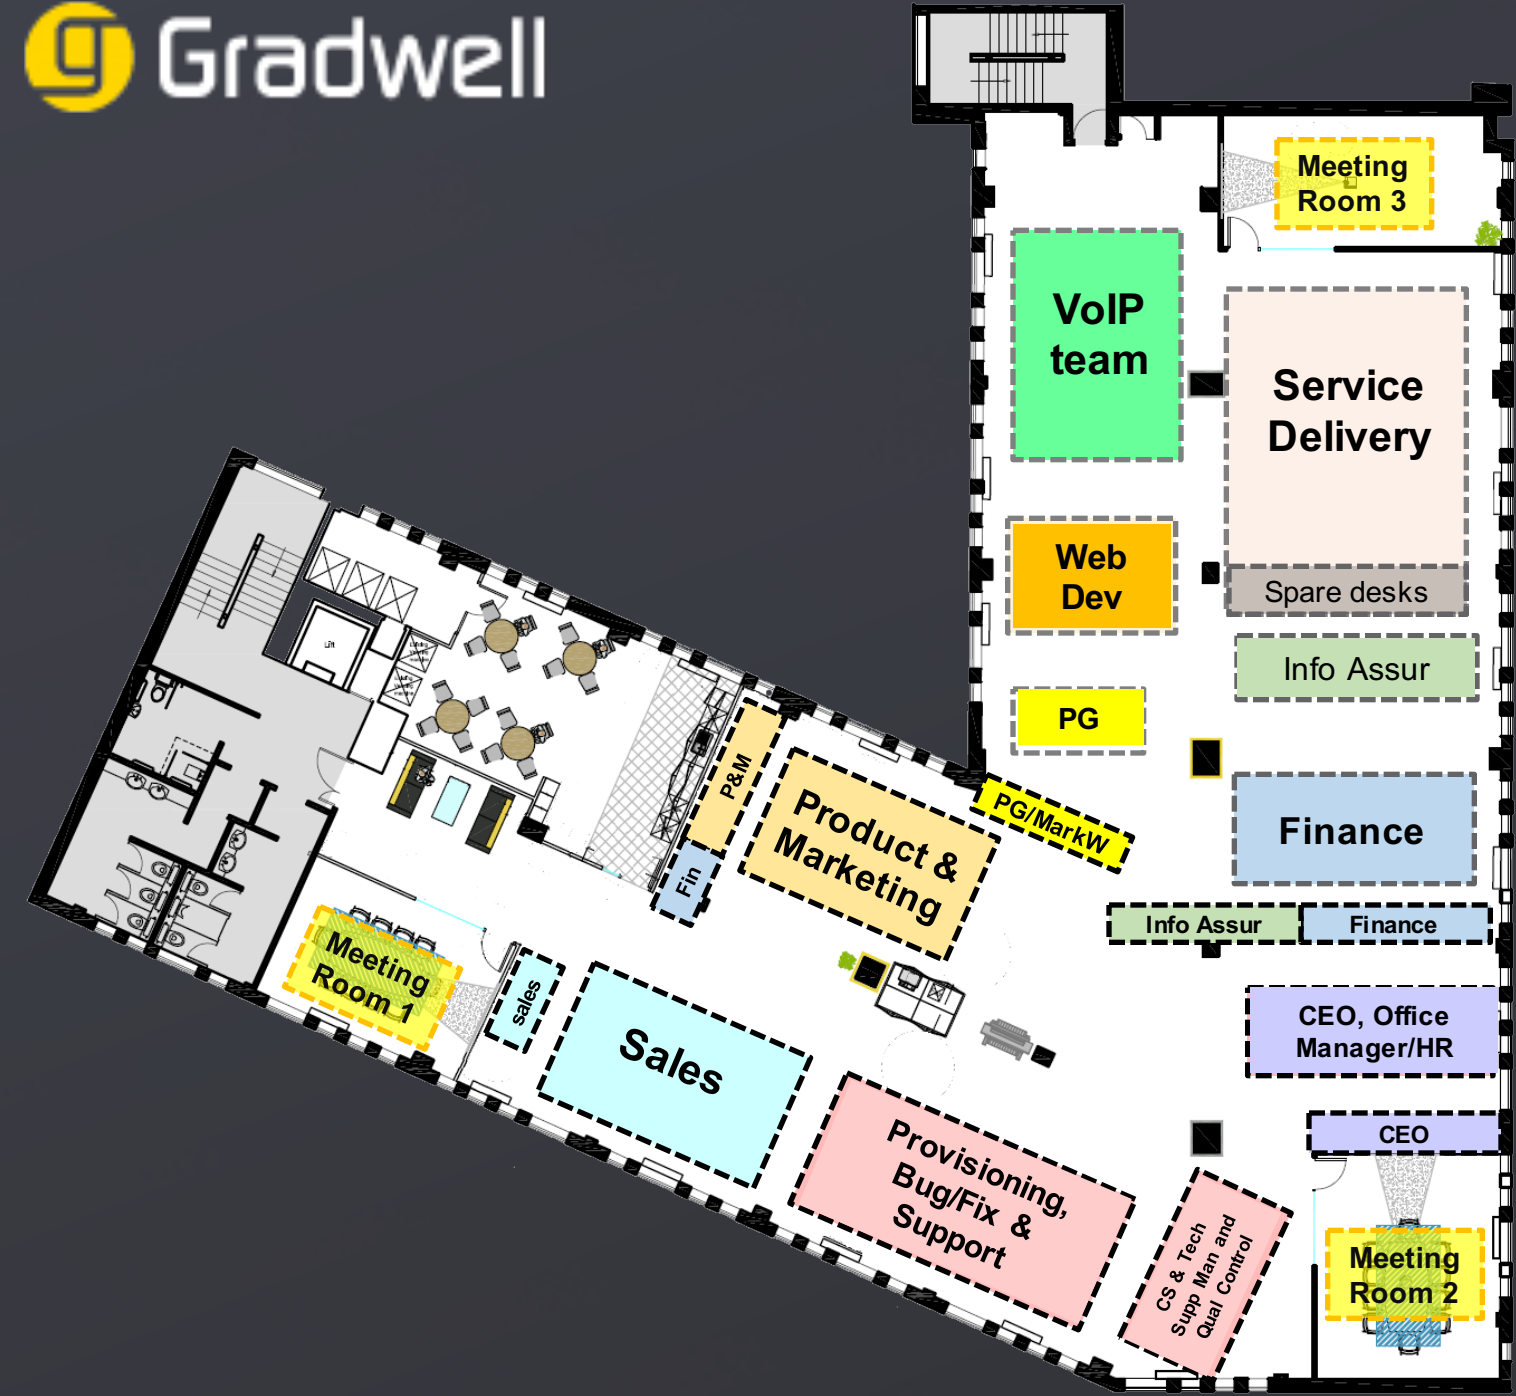 Gradwell
Meeting
Room 3
VoIP
team
Service
Delivery
Web
Dev
Spare desks
Info Assur
PG
Lift
P&M
Product &
Marketing
PG/MarkW
Finance
Fin
Info Assur
Finance
Meeting
Room 1
sales
Sales
CEO, Office
Manager/HR
CEO
Provisioning,
Bug/Fix &
Support
CS & Tech
Supp Man and
Qual Control
Meeting
Room 2